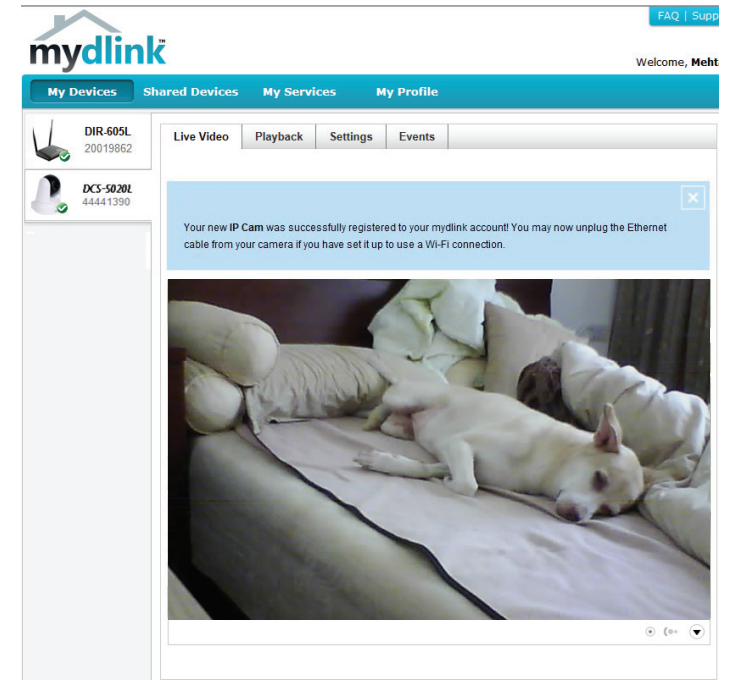 FAQ | Supp
mydlink™
Welcome, Meht
My Devices Shared Devices My Services My Profile
DIR-605L
20019862
Live Video Playback Settings Events
DCS-5020L
44441390
Your new IP Cam was successfully registered to your mydlink account! You may now unplug the Ethernet
cable from your camera if you have set it up to use a Wi-Fi connection.